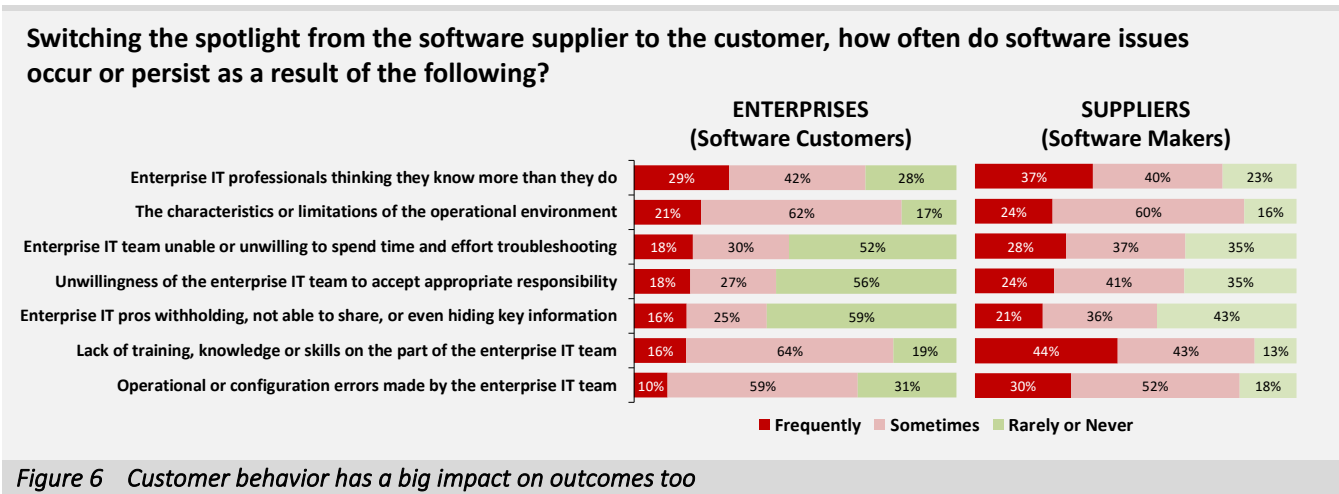 Switching the spotlight from the software supplier to the customer, how often do software issues
occur or persist as a result of the following?
ENTERPRISES
(Software Customers)
SUPPLIERS
(Software Makers)
Enterprise IT professionals thinking they know more than they do 29% 42% 28% 37% 40% 23%
The characteristics or limitations of the operational environment 21% 62% 17% 24% 60% 16%
Enterprise IT team unable or unwilling to spend time and effort troubleshooting 18% 30% 52% 28% 37% 35%
Unwillingness of the enterprise IT team to accept appropriate responsibility 18% 27% 56% 24% 41% 35%
Enterprise IT pros withholding, not able to share, or even hiding key information 16% 25% 59% 21% 36% 43%
Lack of training, knowledge or skills on the part of the enterprise IT team 16% 64% 19% 44% 43% 13%
Operational or configuration errors made by the enterprise IT team 10% 59% 31% 30% 52% 18%
Frequently Sometimes Rarely or Never
Figure 6 Customer behavior has a big impact on outcomes too